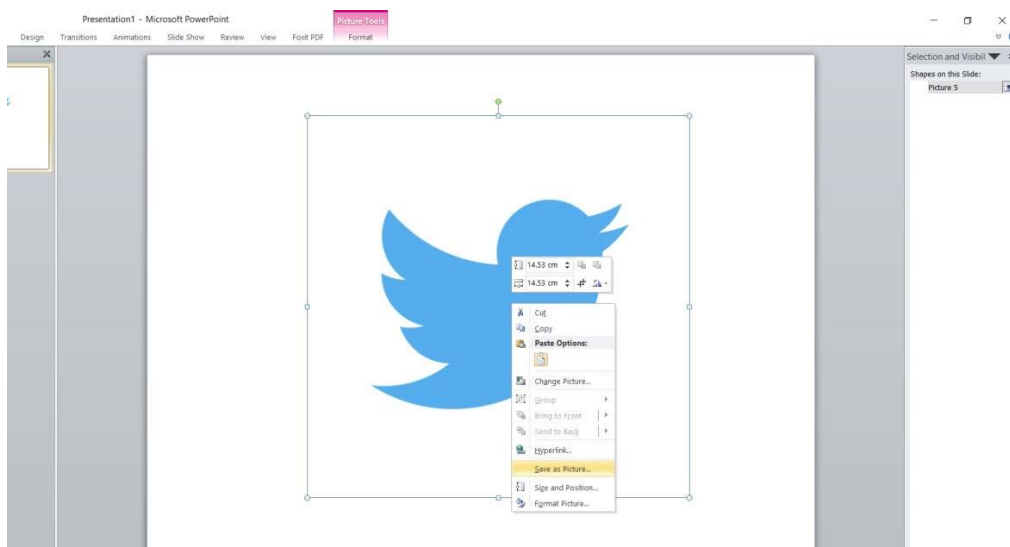 Presentation1 - Microsoft PowerPoint
Picture Tools
Design Transitions Animations Slide Show Review View Foxit PDF Format
Selection and Visibil
Shapes on this Slide:
Picture 5
14.53 cm
14.53 cm
Cut
Copy
Paste Options:
Change Picture...
Group
Bring to Front
Send to Back
Hyperlink...
Save as Picture...
Size and Position...
Format Picture...